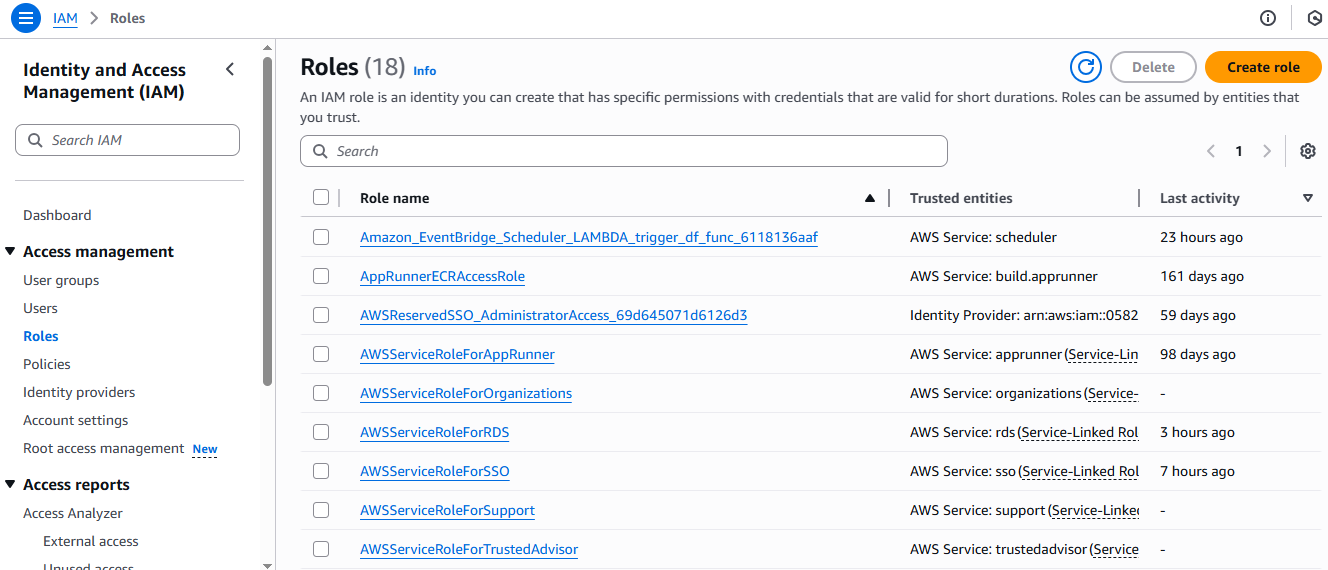 IAM > Roles
Identity and Access
Management (IAM)
Search IAM
Dashboard
Access management
User groups
Users
Roles
Policies
Identity providers
Account settings
Root access management New
Access reports
Access Analyzer
External access
Unused access
Roles (18) Info
Delete
Create role
An IAM role is an identity you can create that has specific permissions with credentials that are valid for short durations. Roles can be assumed by entities that
you trust.
Search
1
Role name Trusted entities Last activity
Amazon_EventBridge_Scheduler_LAMBDA_trigger_df_func_6118136aaf AWS Service: scheduler 23 hours ago
AppRunnerECRAccessRole AWS Service: build.apprunner 161 days ago
AWSReservedSSO_AdministratorAccess_69d645071d6126d3 Identity Provider: arn:aws:iam::0582 59 days ago
AWSServiceRoleForAppRunner AWS Service: apprunner (Service-Lin 98 days ago
AWSServiceRoleForOrganizations AWS Service: organizations (Service- -
AWSServiceRoleForRDS AWS Service: rds (Service-Linked Rol 3 hours ago
AWSServiceRoleForSSO AWS Service: sso (Service-Linked Rol 7 hours ago
AWSServiceRoleForSupport AWS Service: support (Service-Linked -
AWSServiceRoleForTrustedAdvisor AWS Service: trustedadvisor (Service -